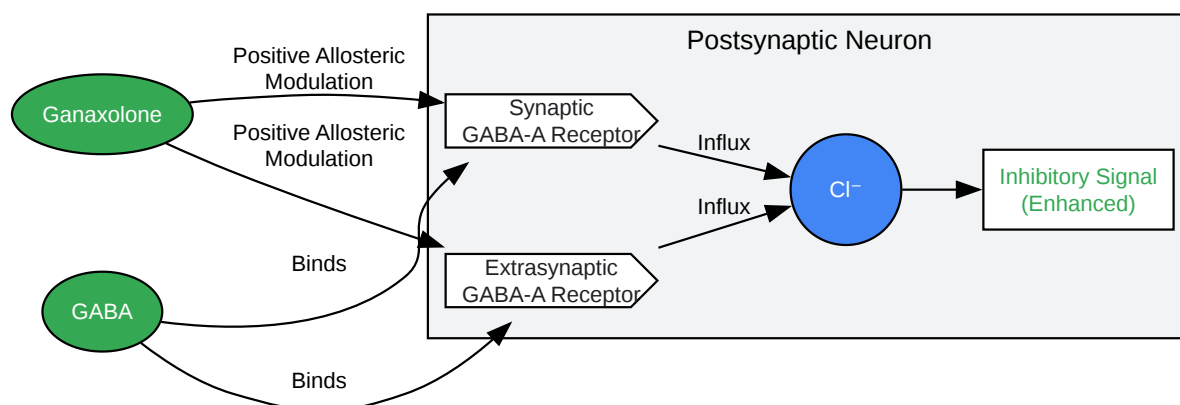 Postsynaptic Neuron
Positive Allosteric
Modulation
Ganaxolone
Synaptic
GABA-A Receptor
Positive Allosteric
Modulation
Influx
Cl⁻
Inhibitory Signal
(Enhanced)
Influx
Binds
Extrasynaptic
GABA-A Receptor
GABA
Binds